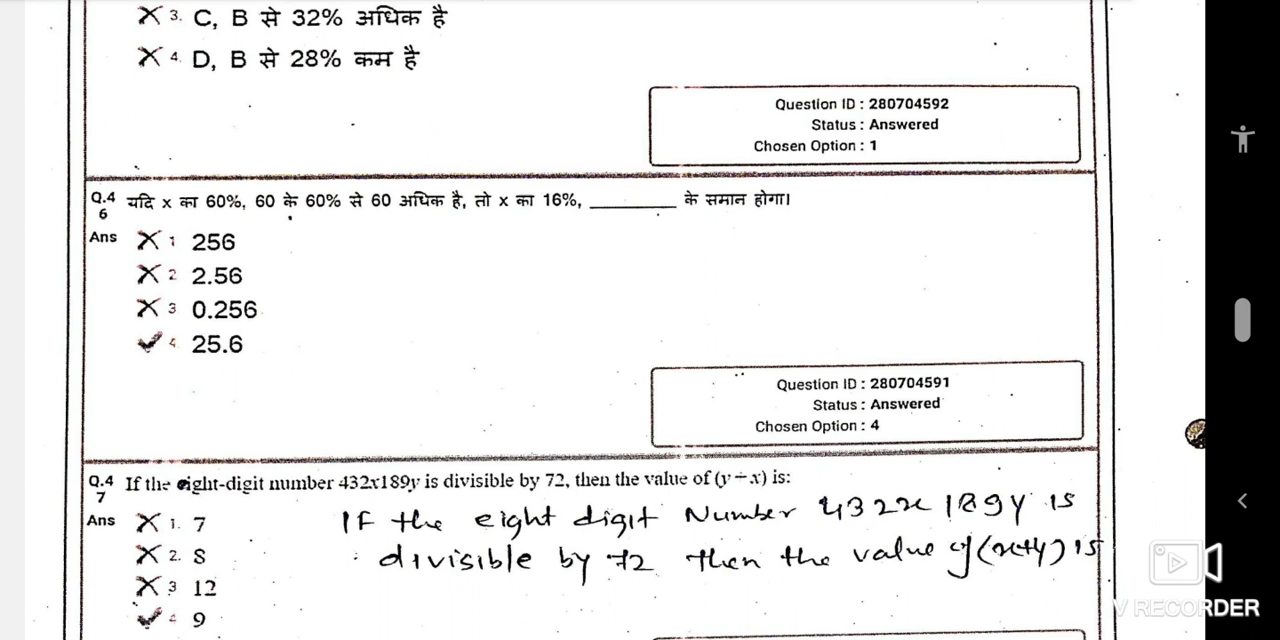 3. C, B से 32% अधिक है
4. D, B से 28% कम है
Question ID : 280704592
Status : Answered
Chosen Option : 1
Q.46 यदि x का 60%, 60 के 60% से 60 अधिक है, तो x का 16%, ________ के समान होगा।
Ans 1 256
2 2.56
3 0.256
4 25.6
Question ID : 280704591
Status : Answered
Chosen Option : 4
Q.47 If the eight-digit number 432x189y is divisible by 72, then the value of (y ÷ x) is:
Ans 1. 7
2. 8
3 12
4 9
If the eight digit Number 432x189y is
divisible by 72 then the value of (x+y) is
V RECORDER